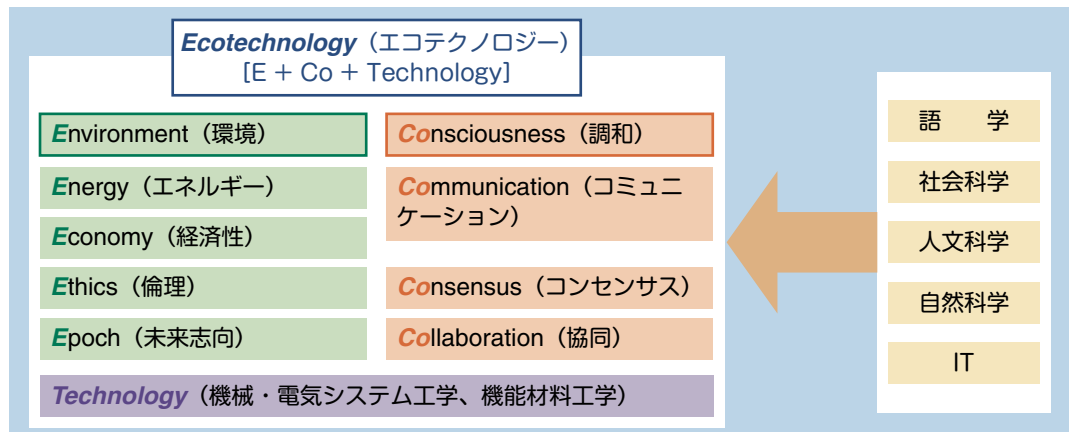 Ecotechnology（エコテクノロジー）
[E + Co + Technology]
Environment（環境）
Energy（エネルギー）
Economy（経済性）
Ethics（倫理）
Epoch（未来志向）
Consciousness（調和）
Communication（コミュニ
ケーション）
Consensus（コンセンサス）
Collaboration（協同）
Technology（機械・電気システム工学、機能材料工学）
語　　学
社会科学
人文科学
自然科学
IT